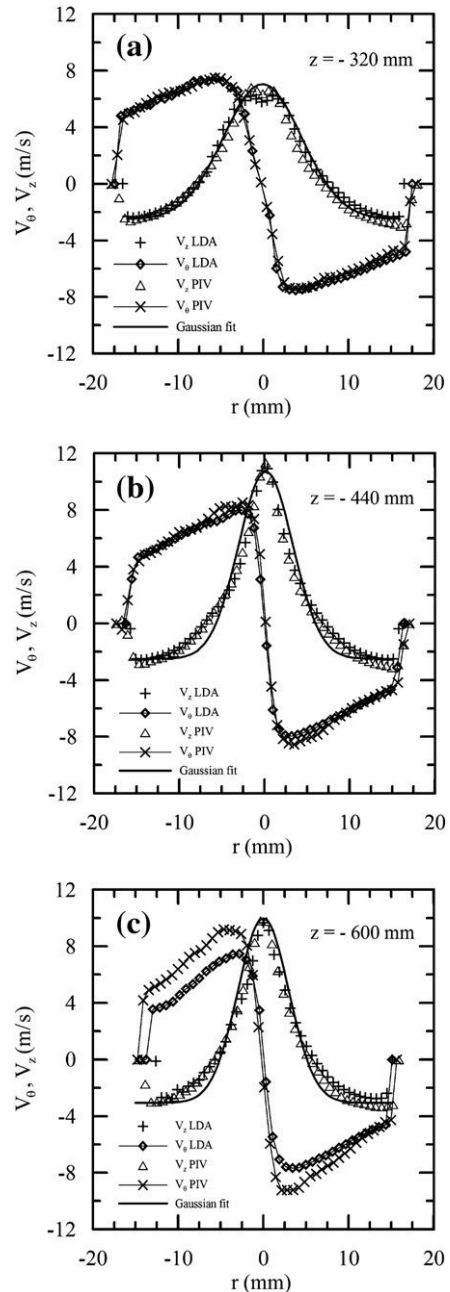 12
(a)
z = - 320 mm
8
4
0
-4
-8
-12
V_θ, V_z (m/s)
V_z LDA
V_θ LDA
V_z PIV
V_θ PIV
Gaussian fit
-20 -10 0 10 20
r (mm)
12
(b)
z = - 440 mm
8
4
0
-4
-8
-12
V_θ, V_z (m/s)
V_z LDA
V_θ LDA
V_z PIV
V_θ PIV
Gaussian fit
-20 -10 0 10 20
r (mm)
12
(c)
z = - 600 mm
8
4
0
-4
-8
-12
V_θ, V_z (m/s)
V_z LDA
V_θ LDA
V_z PIV
V_θ PIV
Gaussian fit
-20 -10 0 10 20
r (mm)